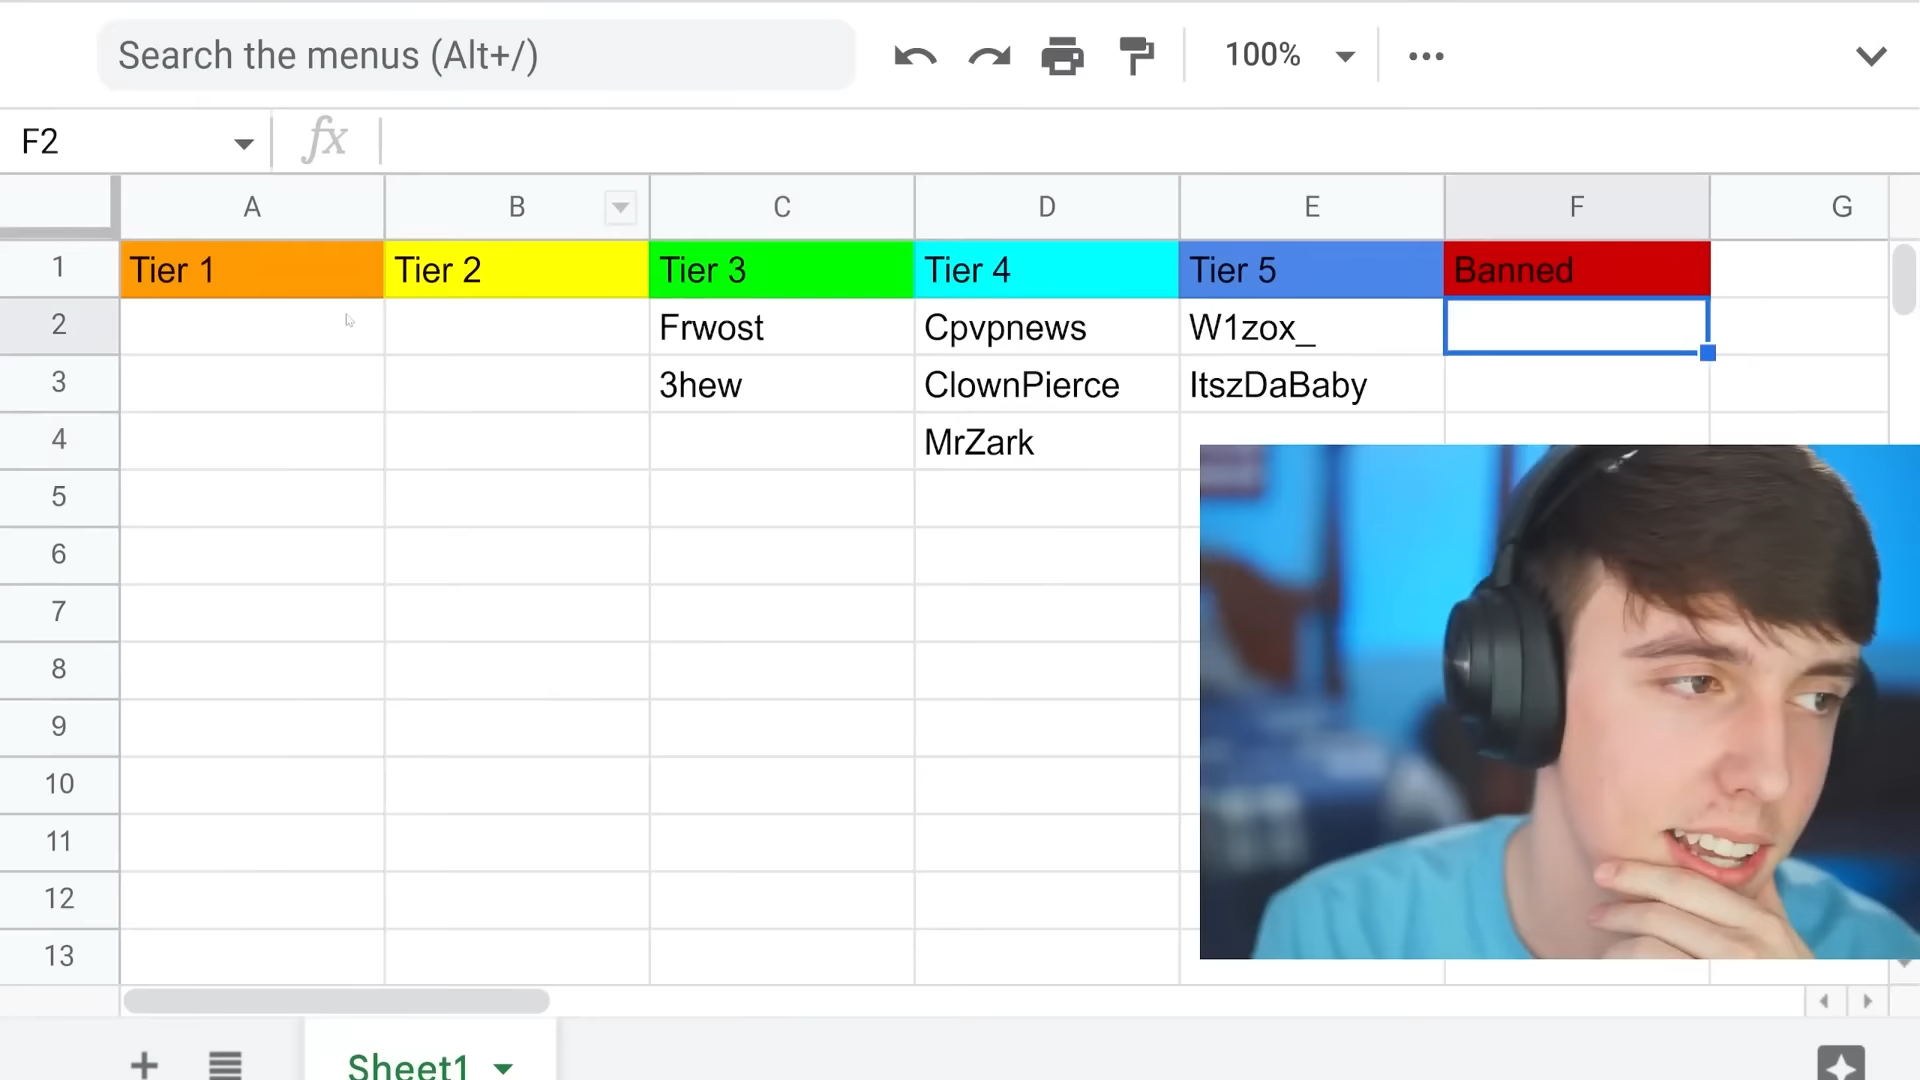 Search the menus (Alt+/)
100%
F2
fx
A B C D E F G
1 Tier 1 Tier 2 Tier 3 Tier 4 Tier 5 Banned
2 Frwost Cpvpnews W1zox_
3 3hew ClownPierce ItszDaBaby
4 MrZark
5
6
7
8
9
10
11
12
13
Sheet1